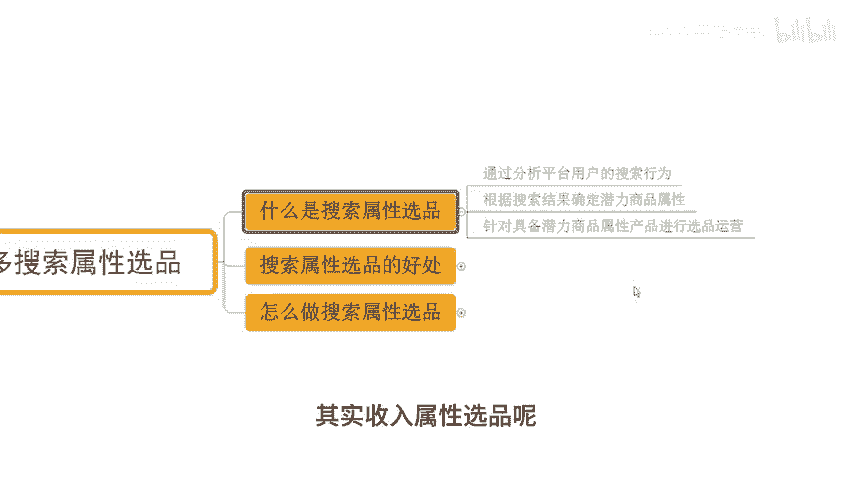 bilibili
通过分析平台用户的搜索行为
什么是搜索属性选品
根据搜索结果确定潜力商品属性
针对具备潜力商品属性产品进行选品运营
多搜索属性选品
搜索属性选品的好处
怎么做搜索属性选品
其实收入属性选品呢